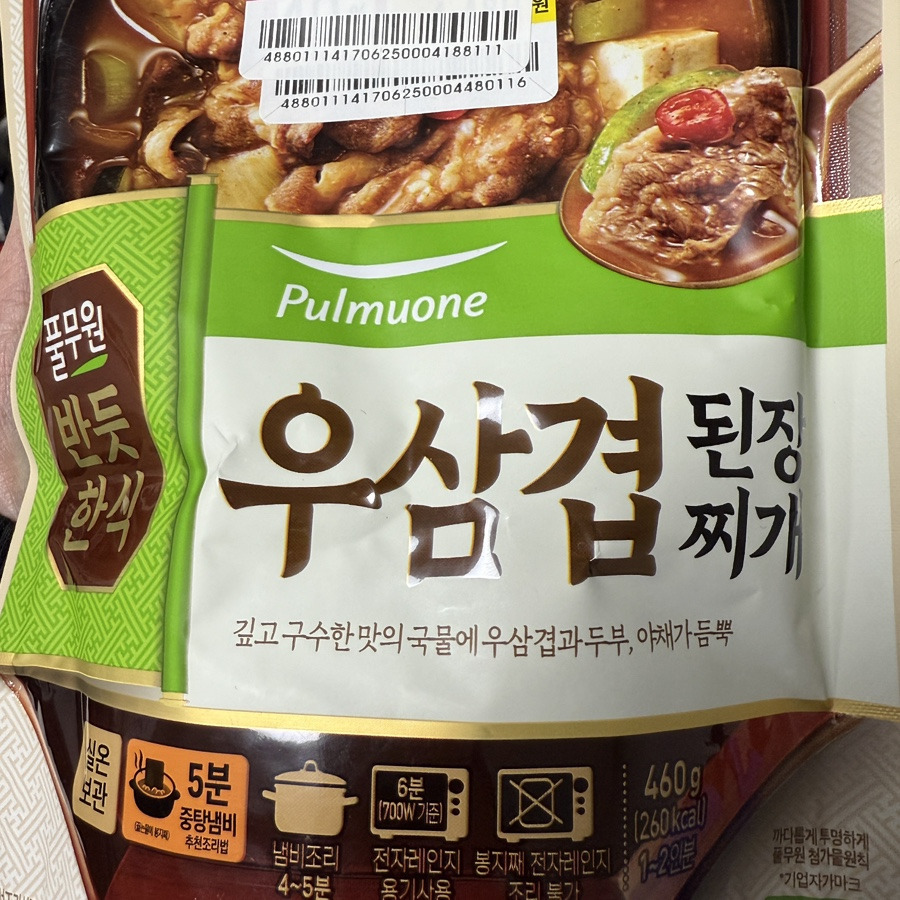 원
488011141706250004188111
4880111417062500044801​16
Pulmuone
풀무원
반듯
한식
우삼겹
된장
찌개
깊고 구수한 맛의 국물에 우삼겹과 두부, 야채가 듬뿍
실온
보관
5분
중탕냄비
추천조리법
냄비조리
4~5분
6분
(700W 기준)
전자레인지
용기사용
봉지째 전자레인지
조리 불가
460g
(260 kcal)
1~2인분
까다롭게 투명하게
풀무원 첨가물원칙
*기업자가마크